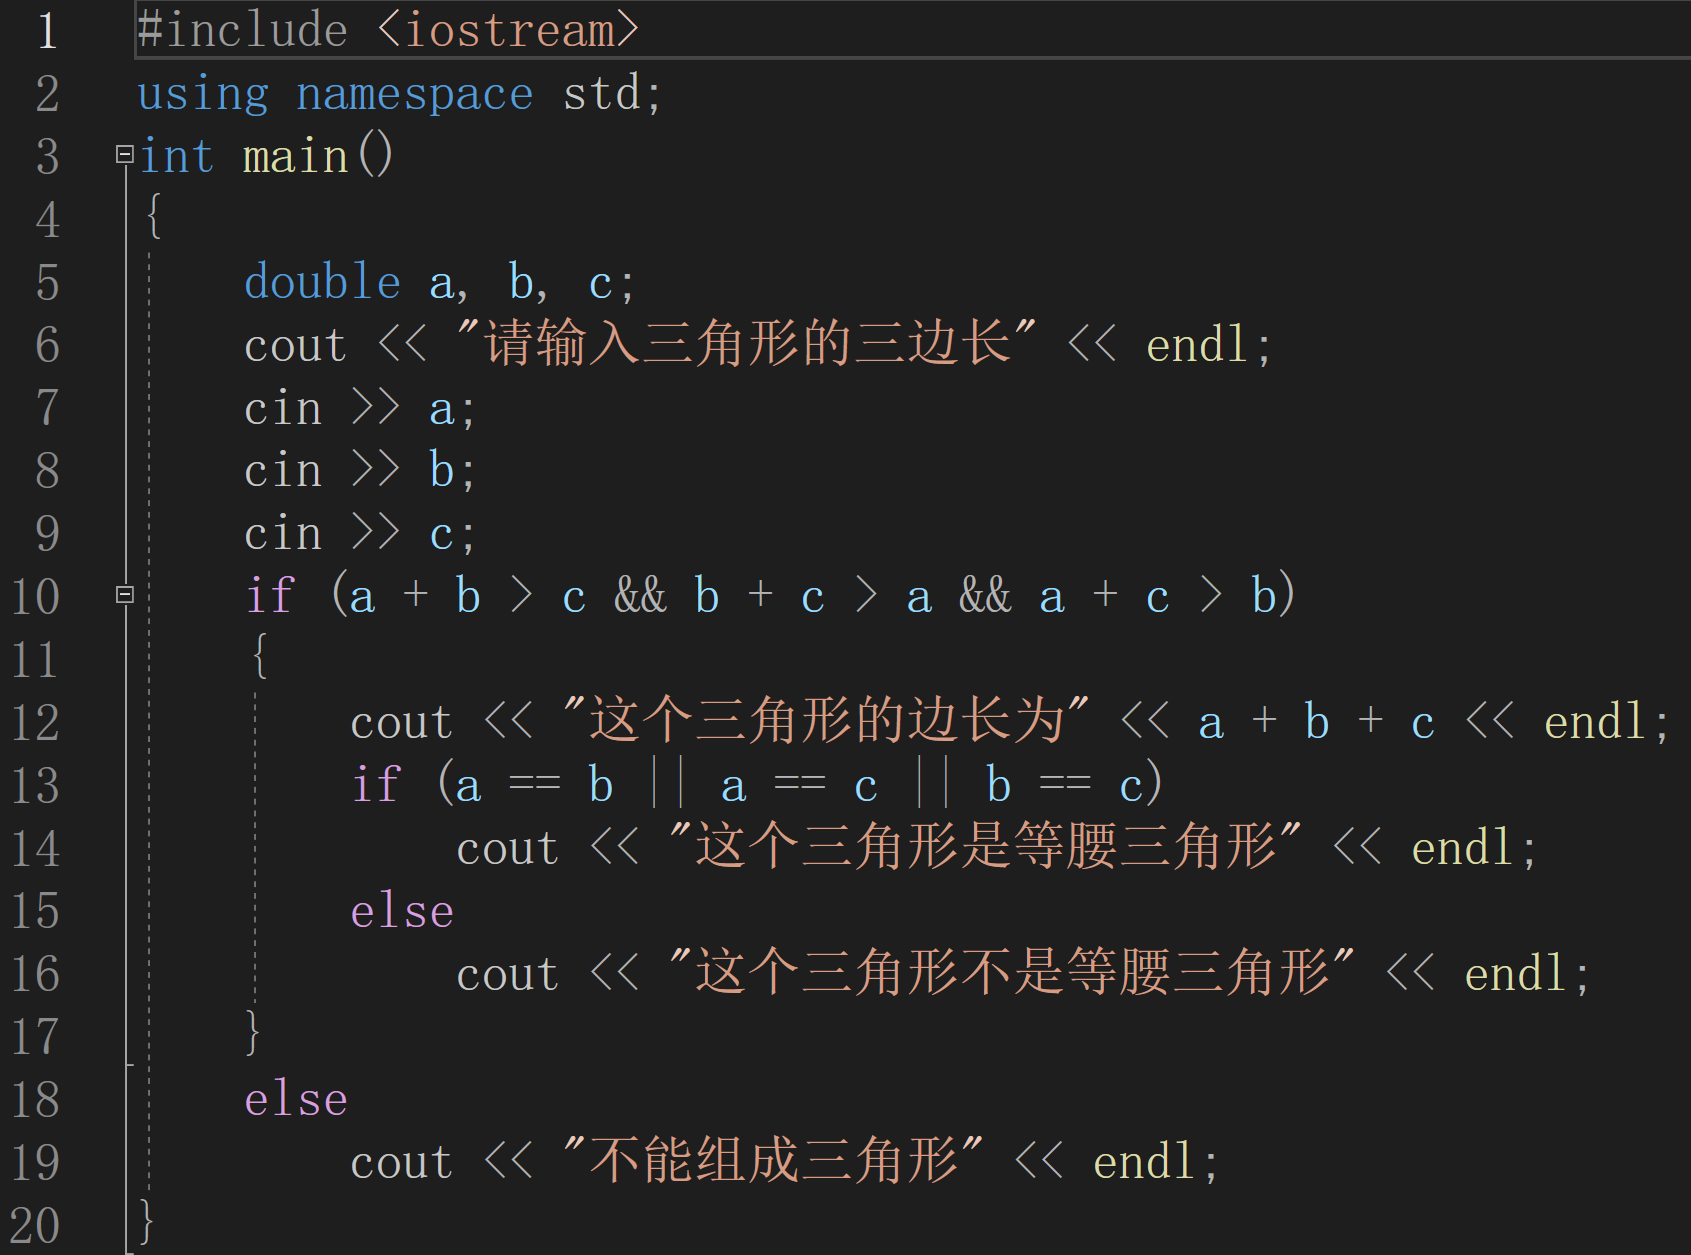 1 #include <iostream>
2 using namespace std;
3 int main()
4 {
5     double a, b, c;
6     cout << "请输入三角形的三边长" << endl;
7     cin >> a;
8     cin >> b;
9     cin >> c;
10     if (a + b > c && b + c > a && a + c > b)
11     {
12         cout << "这个三角形的边长为" << a + b + c << endl;
13         if (a == b || a == c || b == c)
14             cout << "这个三角形是等腰三角形" << endl;
15         else
16             cout << "这个三角形不是等腰三角形" << endl;
17     }
18     else
19         cout << "不能组成三角形" << endl;
20 }